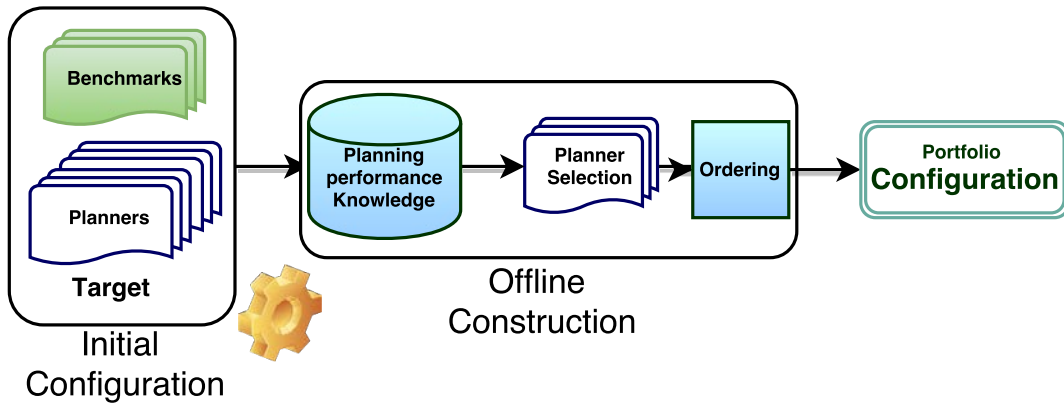 Benchmarks
Planners
Target
Initial
Configuration
Planning
performance
Knowledge
Planner
Selection
Ordering
Offline
Construction
Portfolio
Configuration